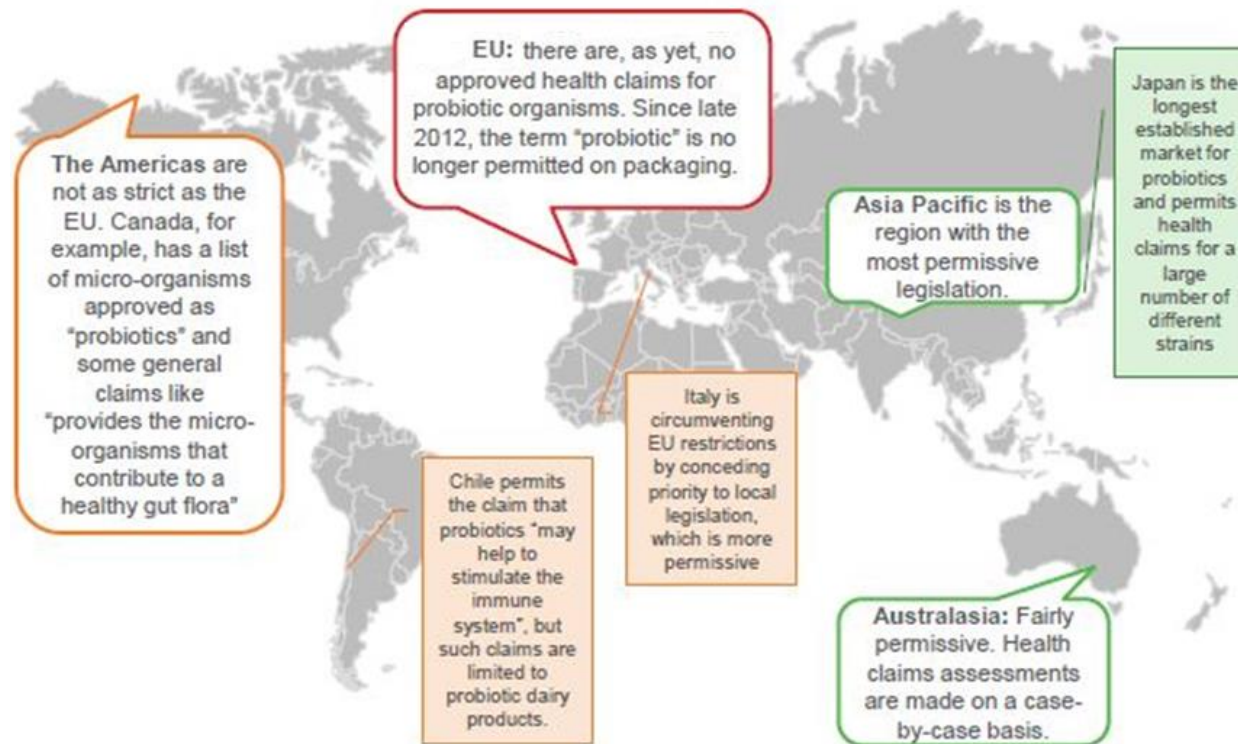 EU: there are, as yet, no
approved health claims for
probiotic organisms. Since late
2012, the term “probiotic” is no
longer permitted on packaging.
The Americas are
not as strict as the
EU. Canada, for
example, has a list
of micro-organisms
approved as
“probiotics” and
some general
claims like
“provides the micro-
organisms that
contribute to a
healthy gut flora”
Asia Pacific is the
region with the
most permissive
legislation.
Japan is the
longest
established
market for
probiotics
and permits
health
claims for a
large
number of
different
strains
Italy is
circumventing
EU restrictions
by conceding
priority to local
legislation,
which is more
permissive
Chile permits
the claim that
probiotics “may
help to
stimulate the
immune
system”, but
such claims are
limited to
probiotic dairy
products.
Australasia: Fairly
permissive. Health
claims assessments
are made on a case-
by-case basis.